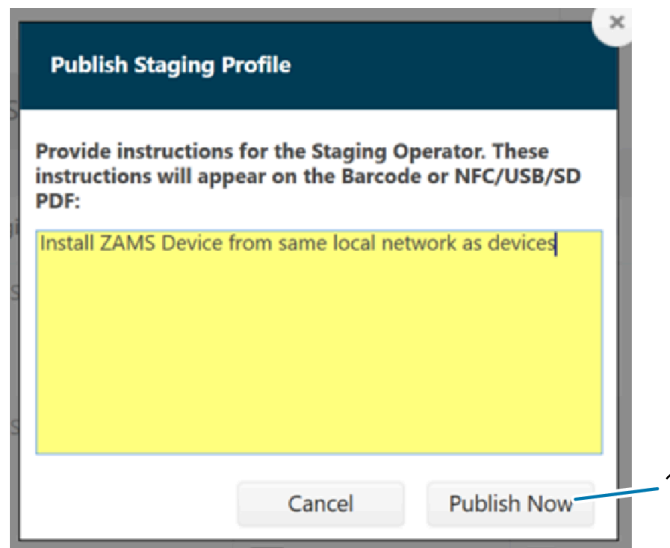 Publish Staging Profile
Provide instructions for the Staging Operator. These
instructions will appear on the Barcode or NFC/USB/SD
PDF:
Install ZAMS Device from same local network as devices
Cancel
Publish Now